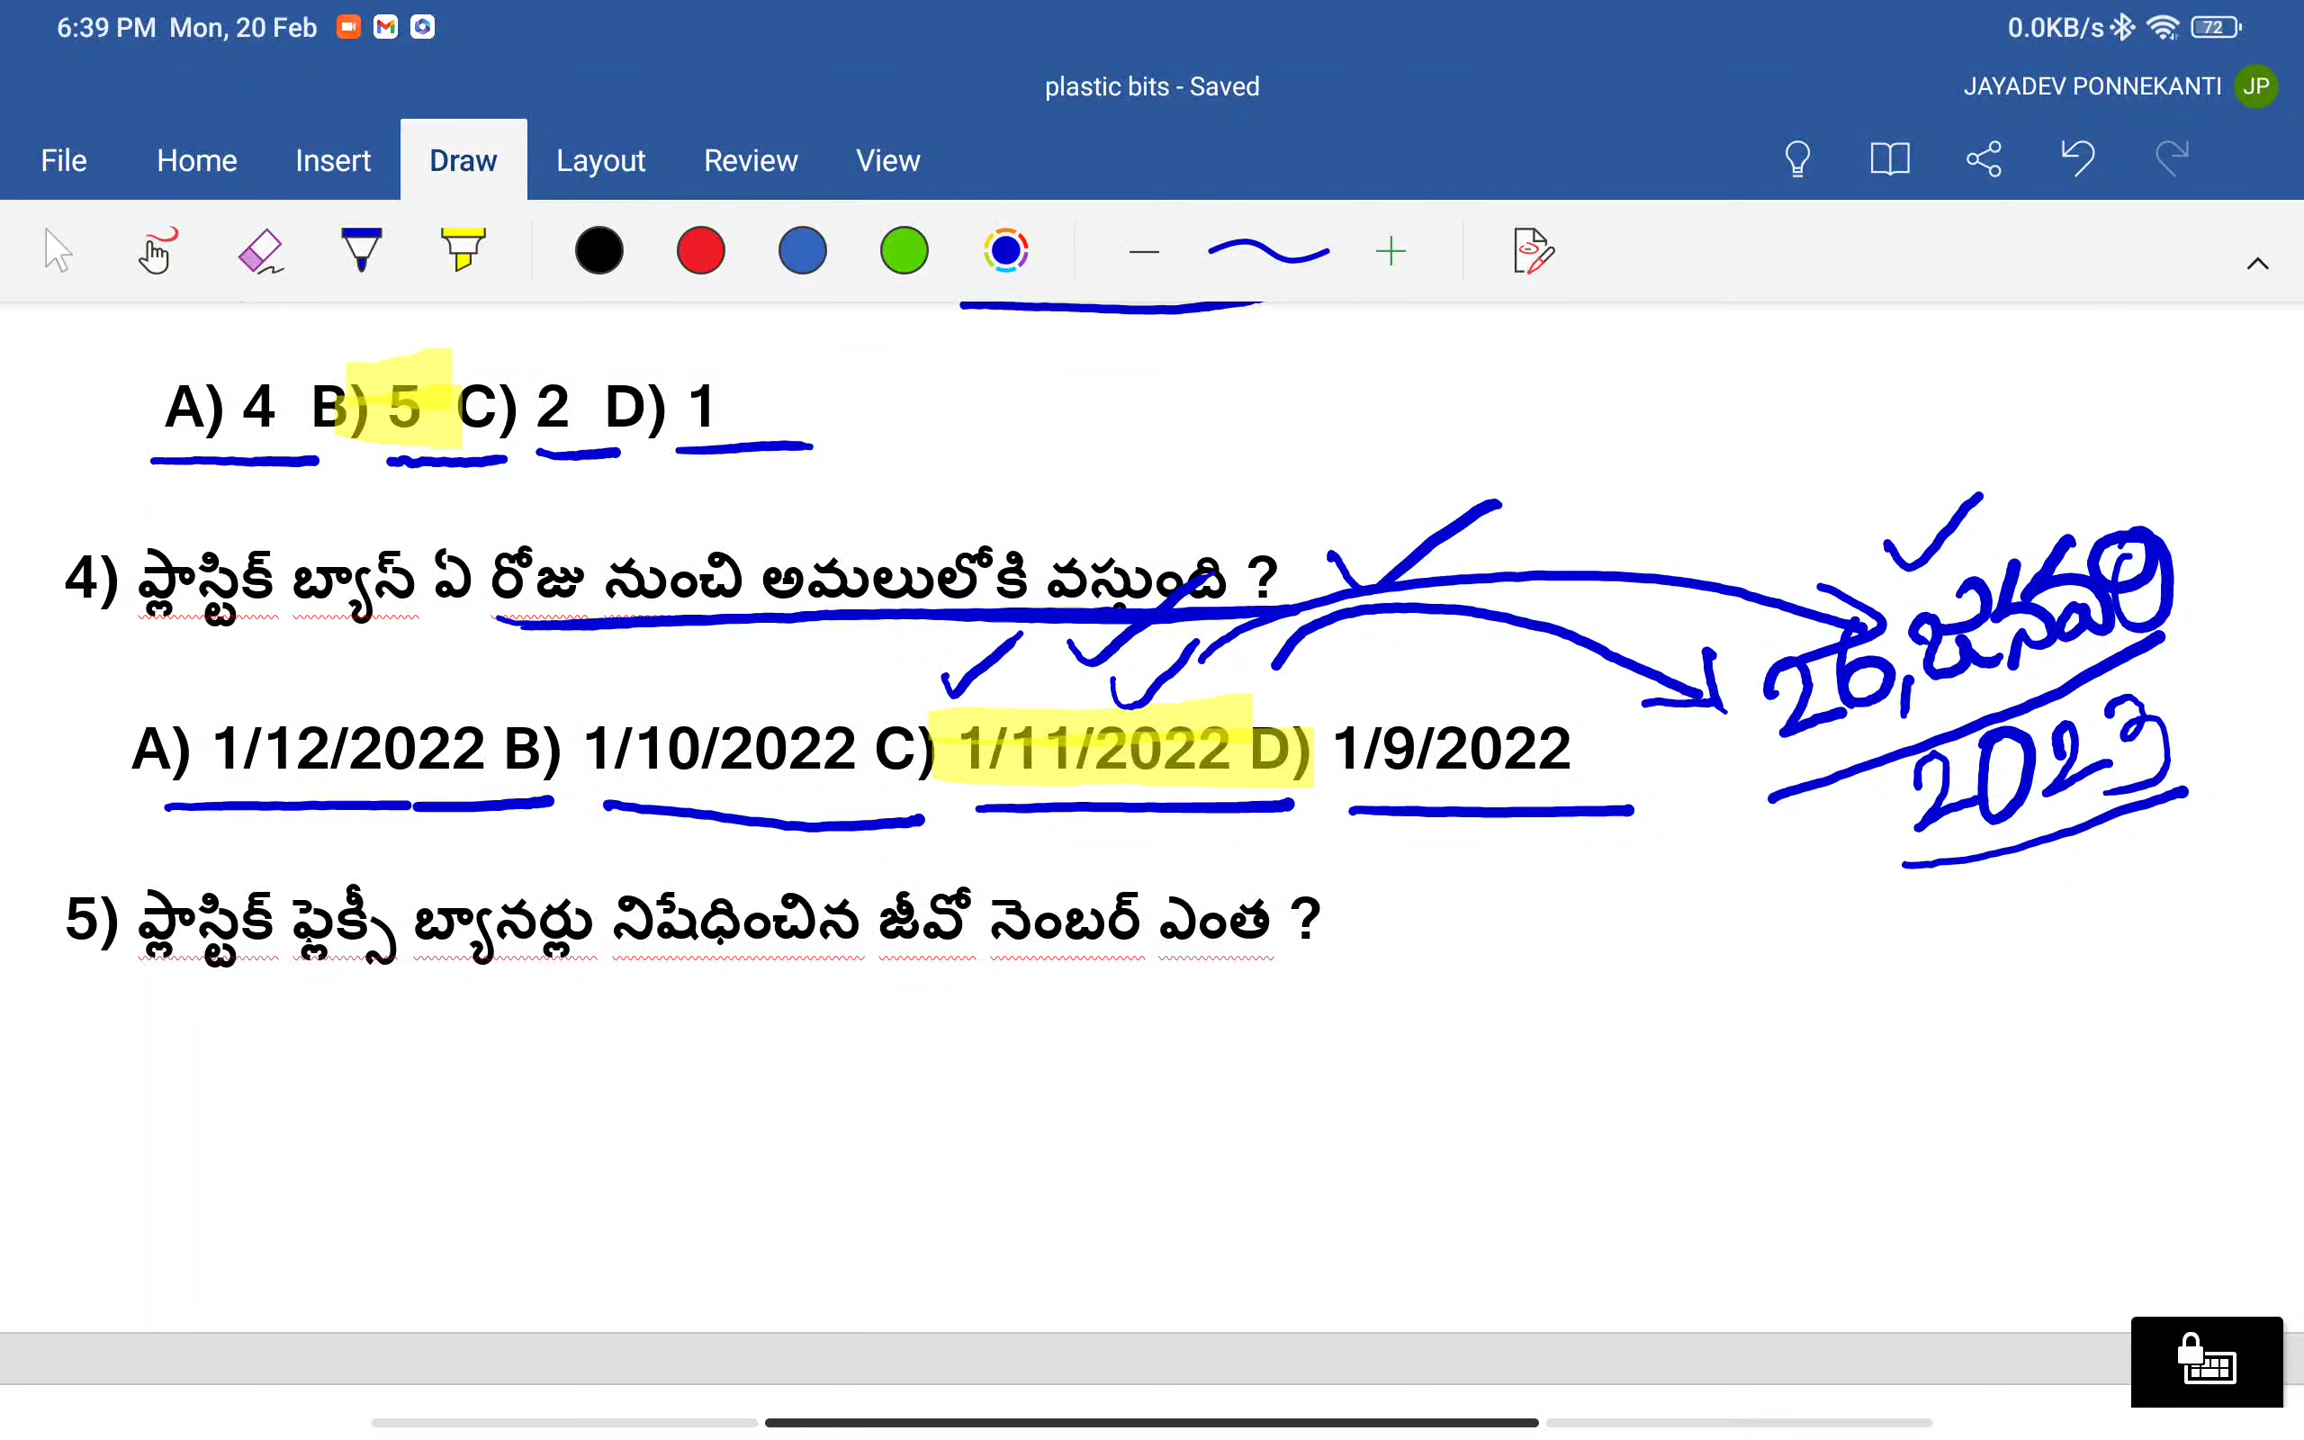 6:39 PM Mon, 20 Feb
0.0KB/s 72
plastic bits - Saved
JAYADEV PONNEKANTI JP
File Home Insert Draw Layout Review View
A) 4 B) 5 C) 2 D) 1
4) ప్లాస్టిక్ బ్యాన్ ఏ రోజు నుంచి అమలులోకి వస్తుంది ?
26, జనవరి
2023
A) 1/12/2022 B) 1/10/2022 C) 1/11/2022 D) 1/9/2022
5) ప్లాస్టిక్ ఫ్లెక్సీ బ్యానర్లు నిషేధించిన జీవో నెంబర్ ఎంత ?